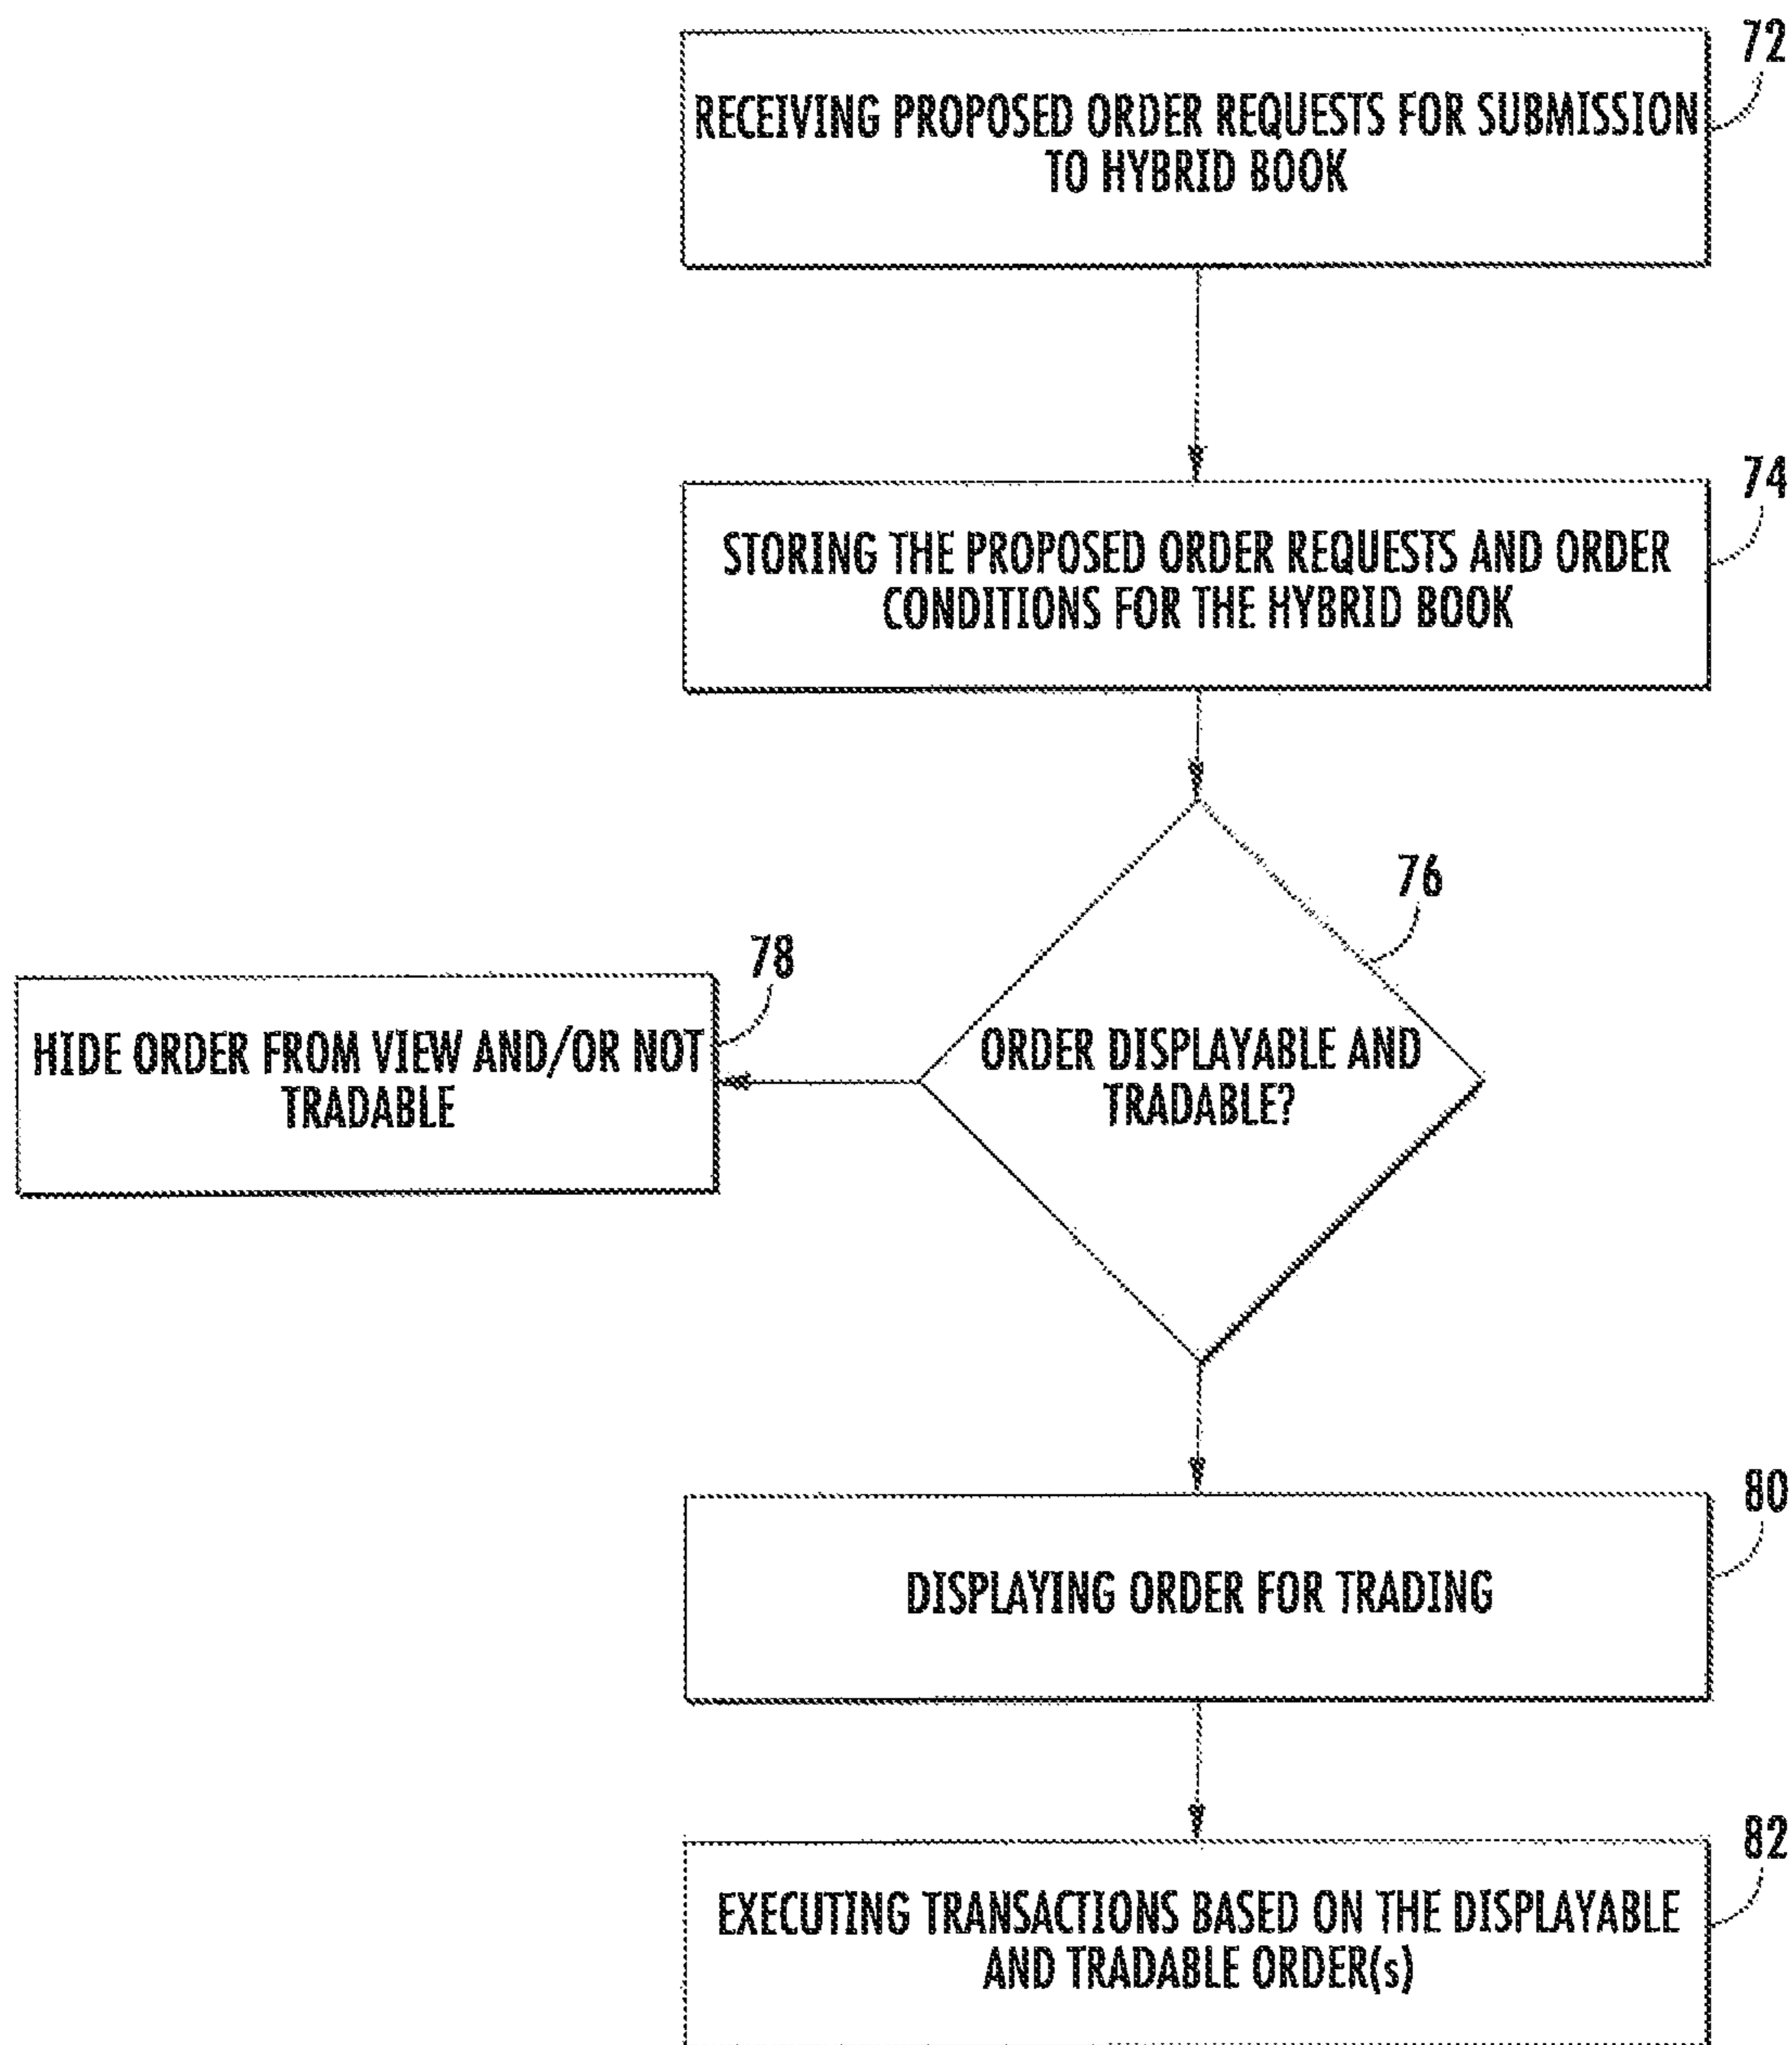 72
RECEIVING PROPOSED ORDER REQUESTS FOR SUBMISSION
TO HYBRID BOOK
74
STORING THE PROPOSED ORDER REQUESTS AND ORDER
CONDITIONS FOR THE HYBRID BOOK
76
ORDER DISPLAYABLE AND
TRADABLE?
78
HIDE ORDER FROM VIEW AND/OR NOT
TRADABLE
80
DISPLAYING ORDER FOR TRADING
82
EXECUTING TRANSACTIONS BASED ON THE DISPLAYABLE
AND TRADABLE ORDER(s)